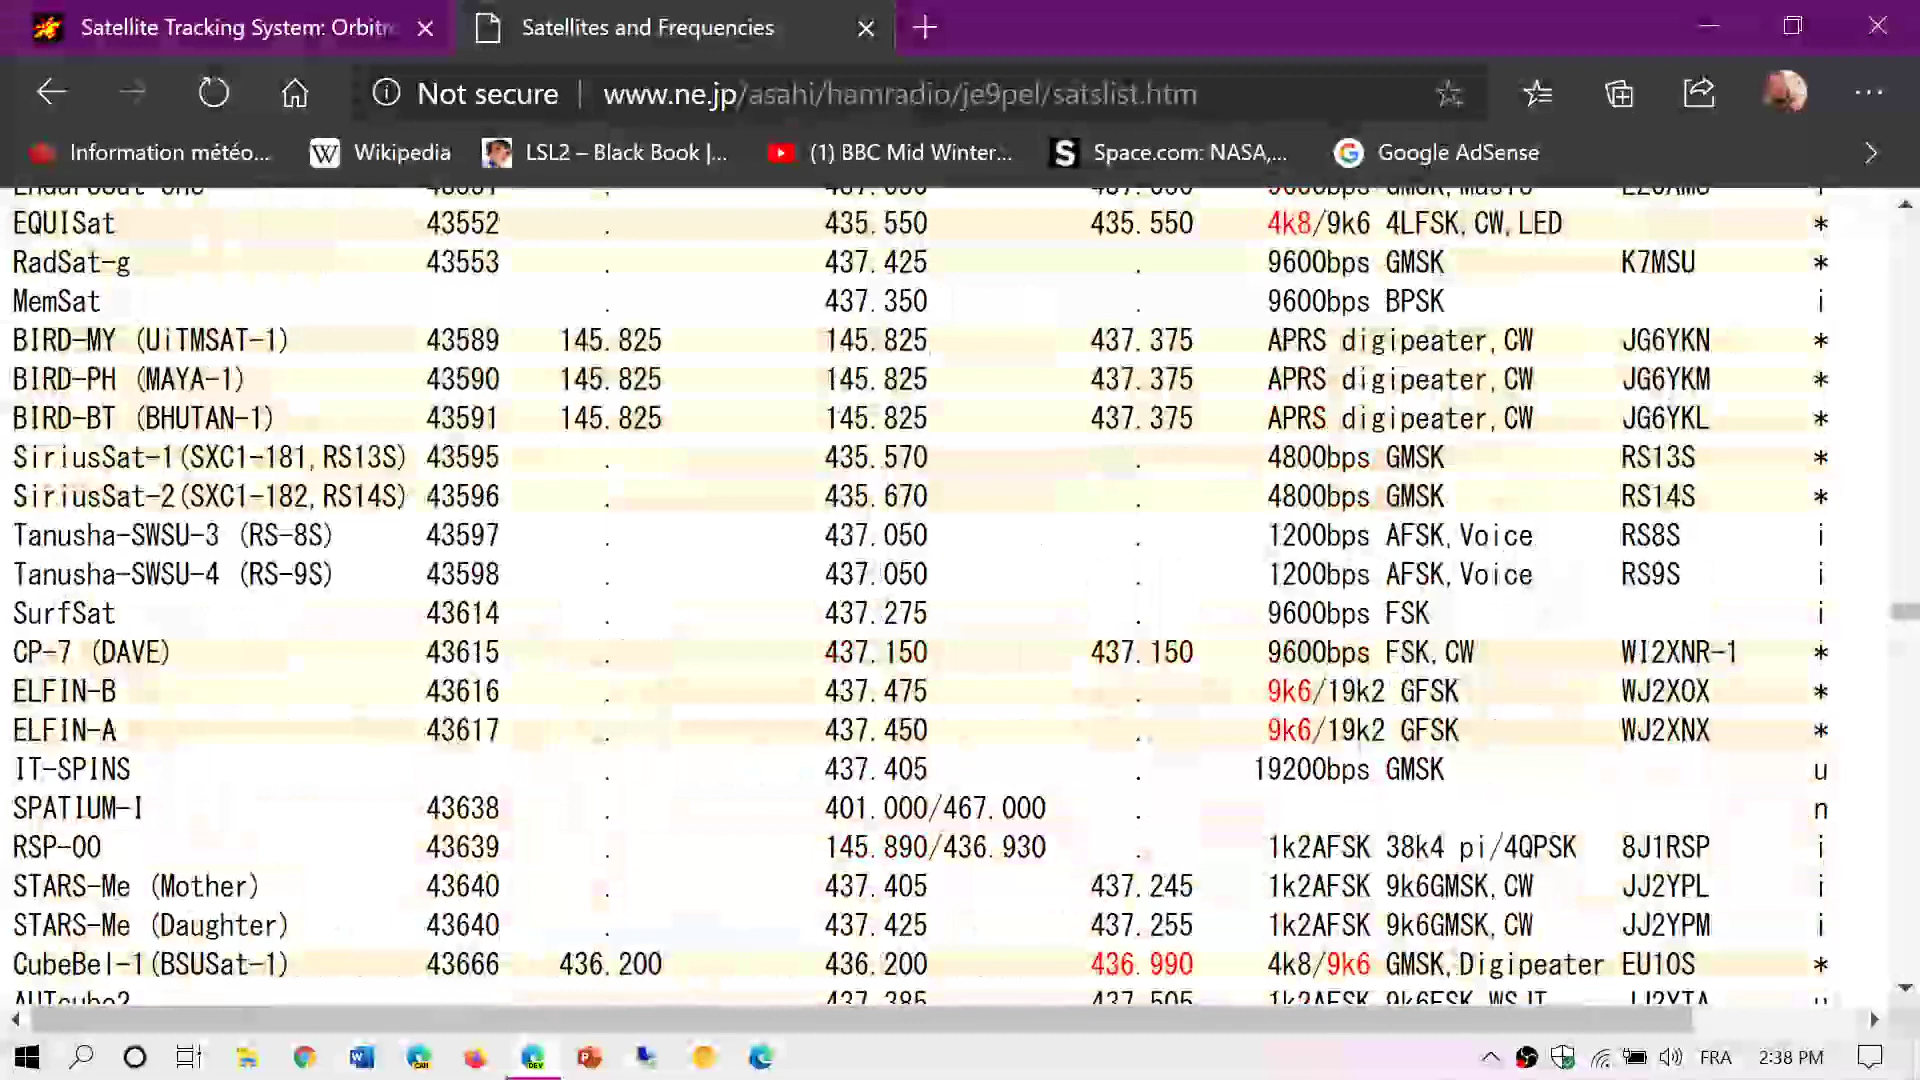 Satellite Tracking System: Orbitr
Satellites and Frequencies
Not secure www.ne.jp/asahi/hamradio/je9pel/satslist.htm
Information météo... Wikipedia LSL2 – Black Book |... (1) BBC Mid Winter... Space.com: NASA,... Google AdSense
EQUiSat 43552 . 435.550 435.550 4k8/9k6 4LFSK,CW,LED *
RadSat-g 43553 . 437.425 . 9600bps GMSK K7MSU *
MemSat . 437.350 . 9600bps BPSK i
BIRD-MY (UiTMSAT-1) 43589 145.825 145.825 437.375 APRS digipeater,CW JG6YKN *
BIRD-PH (MAYA-1) 43590 145.825 145.825 437.375 APRS digipeater,CW JG6YKM *
BIRD-BT (BHUTAN-1) 43591 145.825 145.825 437.375 APRS digipeater,CW JG6YKL *
SiriusSat-1(SXC1-181,RS13S) 43595 . 435.570 . 4800bps GMSK RS13S *
SiriusSat-2(SXC1-182,RS14S) 43596 . 435.670 . 4800bps GMSK RS14S *
Tanusha-SWSU-3 (RS-8S) 43597 . 437.050 . 1200bps AFSK,Voice RS8S i
Tanusha-SWSU-4 (RS-9S) 43598 . 437.050 . 1200bps AFSK,Voice RS9S i
SurfSat 43614 . 437.275 . 9600bps FSK i
CP-7 (DAVE) 43615 . 437.150 437.150 9600bps FSK,CW WI2XNR-1 *
ELFIN-B 43616 . 437.475 . 9k6/19k2 GFSK WJ2XOX *
ELFIN-A 43617 . 437.450 . 9k6/19k2 GFSK WJ2XNX *
IT-SPINS . 437.405 . 19200bps GMSK u
SPATIUM-I 43638 . 401.000/467.000 . n
RSP-00 43639 . 145.890/436.930 . 1k2AFSK 38k4 pi/4QPSK 8J1RSP i
STARS-Me (Mother) 43640 . 437.405 437.245 1k2AFSK 9k6GMSK,CW JJ2YPL i
STARS-Me (Daughter) 43640 . 437.425 437.255 1k2AFSK 9k6GMSK,CW JJ2YPM i
CubeBel-1(BSUSat-1) 43666 436.200 436.200 436.990 4k8/9k6 GMSK,Digipeater EU10S *
AUTcube2 437.385 437.505 1k2AFSK 9k6FSK,WSJT JJ2YTA u
FRA 2:38 PM